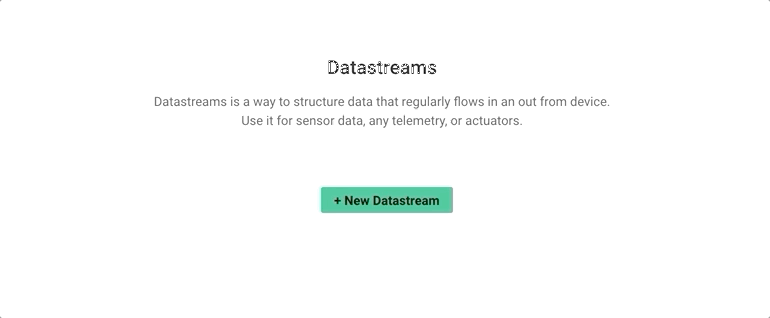 Datastreams
Datastreams is a way to structure data that regularly flows in an out from device.
Use it for sensor data, any telemetry, or actuators.
+ New Datastream